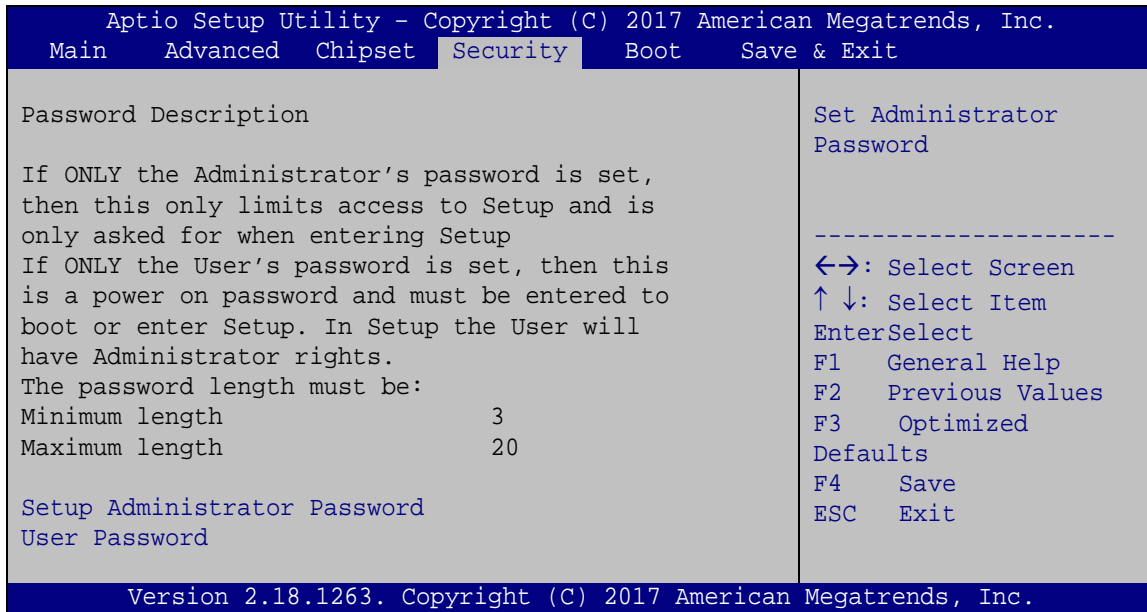 Aptio Setup Utility – Copyright (C) 2017 American Megatrends, Inc.
Main Advanced Chipset Security Boot Save & Exit
Password Description
If ONLY the Administrator’s password is set,
then this only limits access to Setup and is
only asked for when entering Setup
If ONLY the User’s password is set, then this
is a power on password and must be entered to
boot or enter Setup. In Setup the User will
have Administrator rights.
The password length must be:
Minimum length 3
Maximum length 20
Setup Administrator Password
User Password
Set Administrator
Password
---------------------
←→: Select Screen
↑ ↓: Select Item
EnterSelect
F1 General Help
F2 Previous Values
F3 Optimized
Defaults
F4 Save
ESC Exit
Version 2.18.1263. Copyright (C) 2017 American Megatrends, Inc.